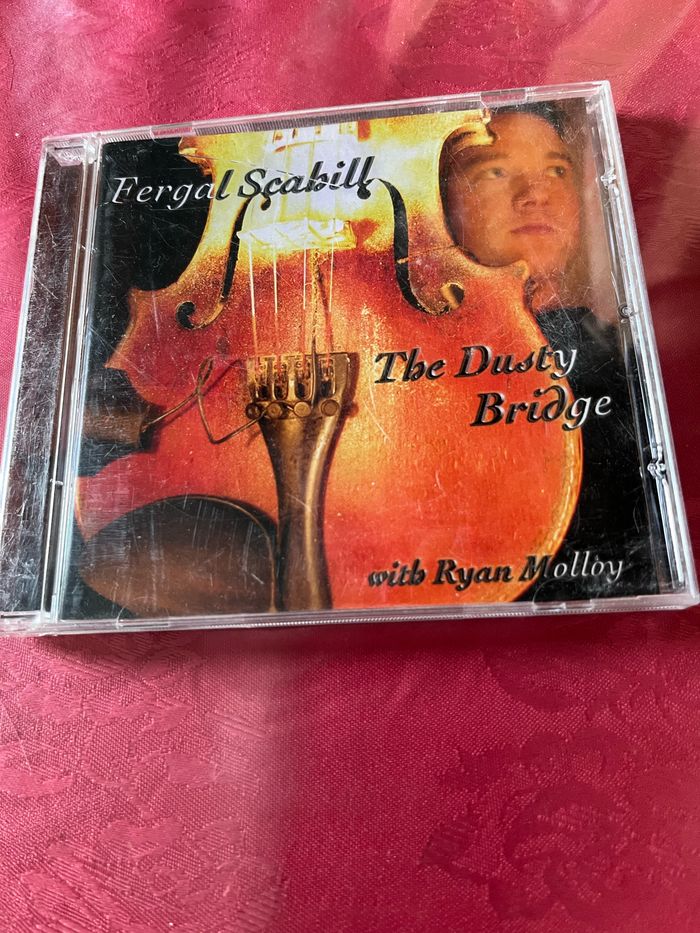 Fergal Scahill
The Dusty
Bridge
with Ryan Molloy